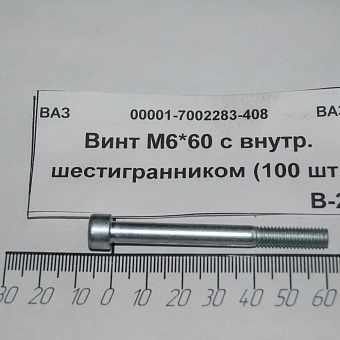 ВАЗ 00001-7002283-408 ВАЗ
Винт М6*60 с внутр.
шестигранником (100 шт
В-2
30 20 10 0 10 20 30 40 50 60